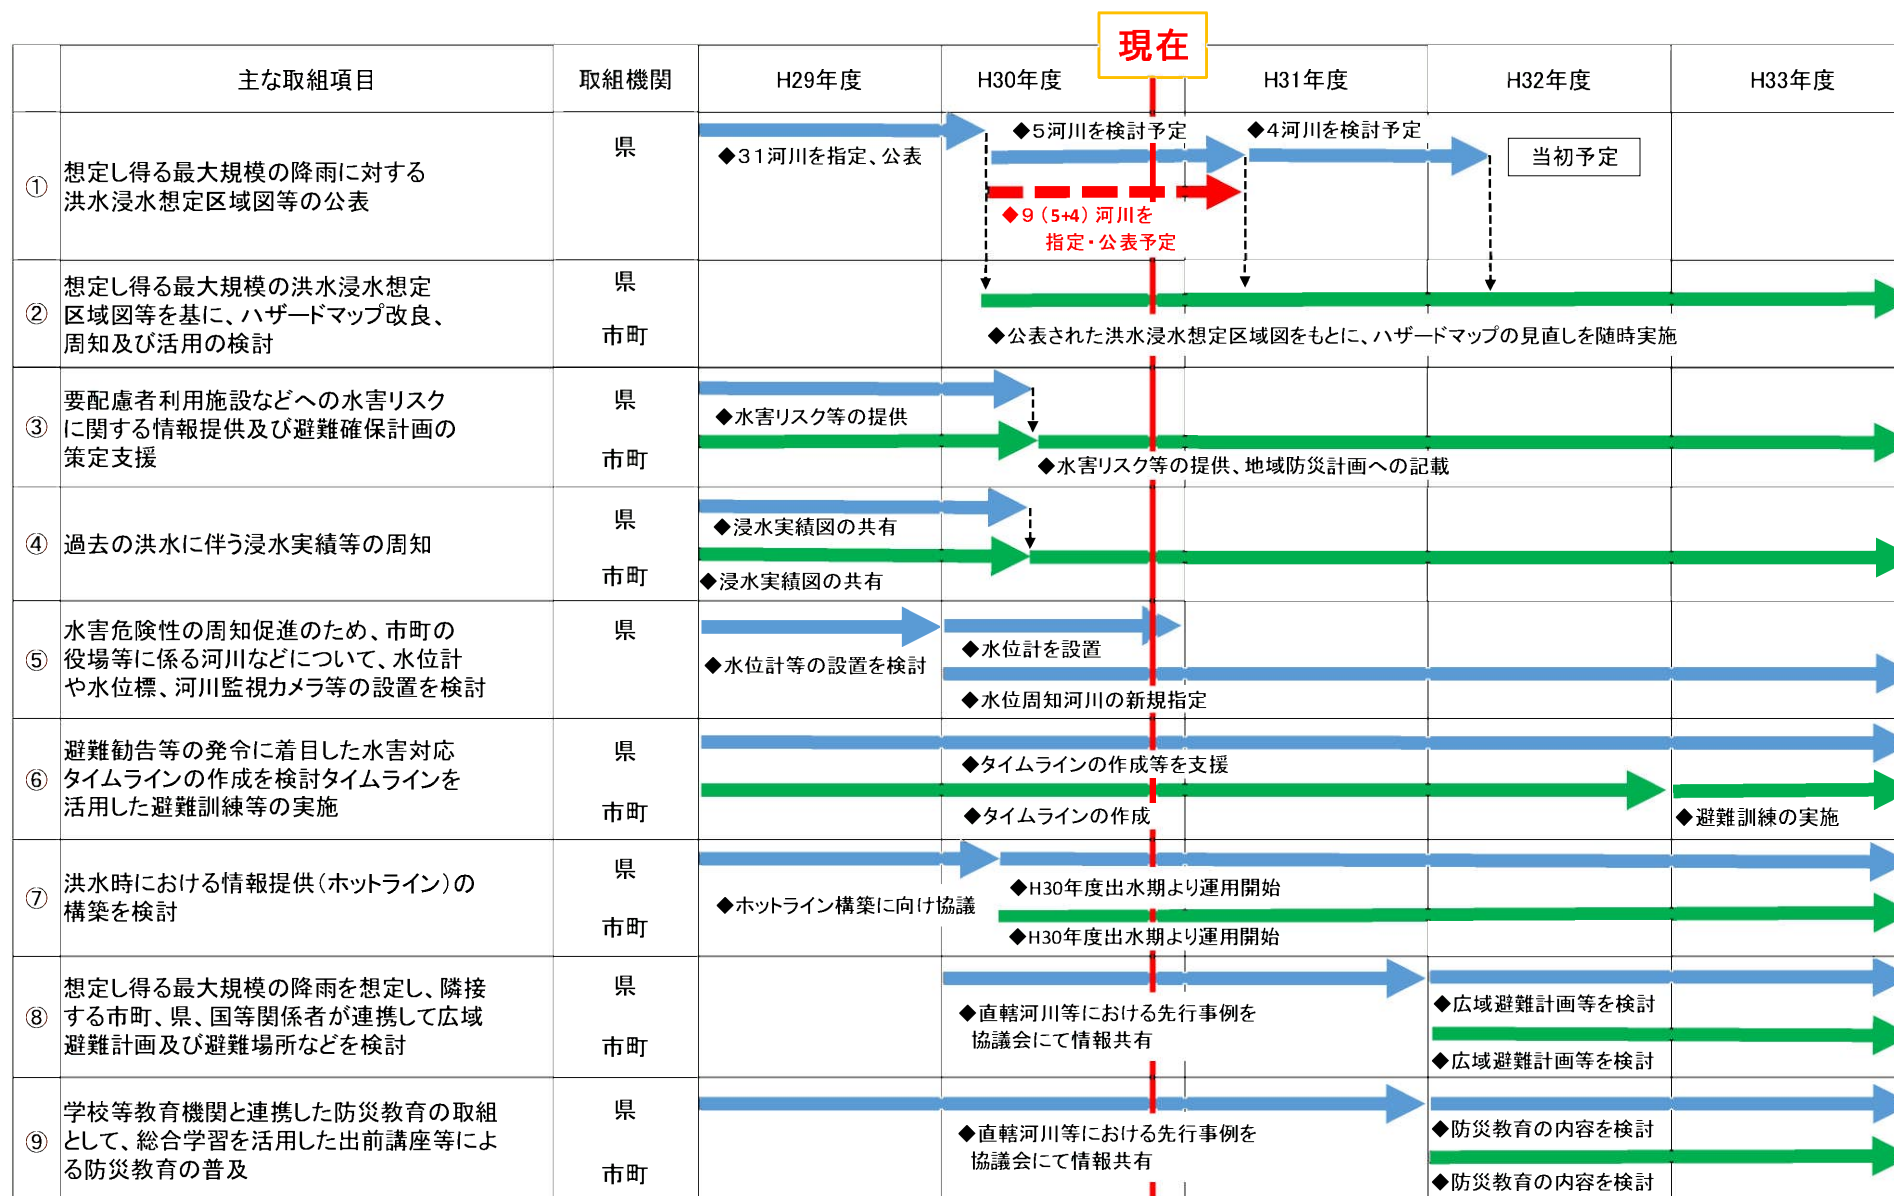 現在
主な取組項目
取組機関
H29年度
H30年度
H31年度
H32年度
H33年度
①
想定し得る最大規模の降雨に対する
洪水浸水想定区域図等の公表
県
◆31河川を指定、公表
◆5河川を検討予定
◆4河川を検討予定
当初予定
◆9(5+4)河川を
指定・公表予定
②
想定し得る最大規模の洪水浸水想定
区域図等を基に、ハザードマップ改良、
周知及び活用の検討
県
市町
◆公表された洪水浸水想定区域図をもとに、ハザードマップの見直しを随時実施
③
要配慮者利用施設などへの水害リスク
に関する情報提供及び避難確保計画の
策定支援
県
市町
◆水害リスク等の提供
◆水害リスク等の提供、地域防災計画への記載
④
過去の洪水に伴う浸水実績等の周知
県
市町
◆浸水実績図の共有
◆浸水実績図の共有
⑤
水害危険性の周知促進のため、市町の
役場等に係る河川などについて、水位計
や水位標、河川監視カメラ等の設置を検討
県
◆水位計等の設置を検討
◆水位計を設置
◆水位周知河川の新規指定
⑥
避難勧告等の発令に着目した水害対応
タイムラインの作成を検討タイムラインを
活用した避難訓練等の実施
県
市町
◆タイムラインの作成等を支援
◆タイムラインの作成
◆避難訓練の実施
⑦
洪水時における情報提供(ホットライン)の
構築を検討
県
市町
◆ホットライン構築に向け協議
◆H30年度出水期より運用開始
◆H30年度出水期より運用開始
⑧
想定し得る最大規模の降雨を想定し、隣接
する市町、県、国等関係者が連携して広域
避難計画及び避難場所などを検討
県
市町
◆直轄河川等における先行事例を
協議会にて情報共有
◆広域避難計画等を検討
◆広域避難計画等を検討
⑨
学校等教育機関と連携した防災教育の取組
として、総合学習を活用した出前講座等によ
る防災教育の普及
県
市町
◆直轄河川等における先行事例を
協議会にて情報共有
◆防災教育の内容を検討
◆防災教育の内容を検討